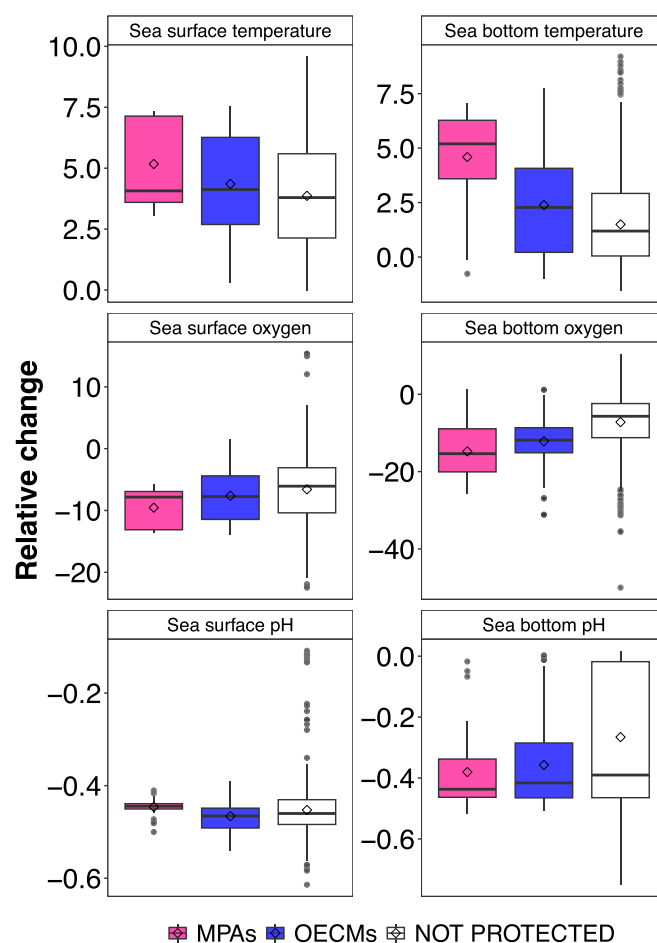 Sea surface temperature
Sea bottom temperature
10.0
7.5
5.0
2.5
0.0
7.5
5.0
2.5
0.0
Sea surface oxygen
Sea bottom oxygen
10
0
−10
−20
0
−20
−40
Relative change
Sea surface pH
Sea bottom pH
−0.2
−0.4
−0.6
0.0
−0.2
−0.4
−0.6
MPAs OECMs NOT PROTECTED